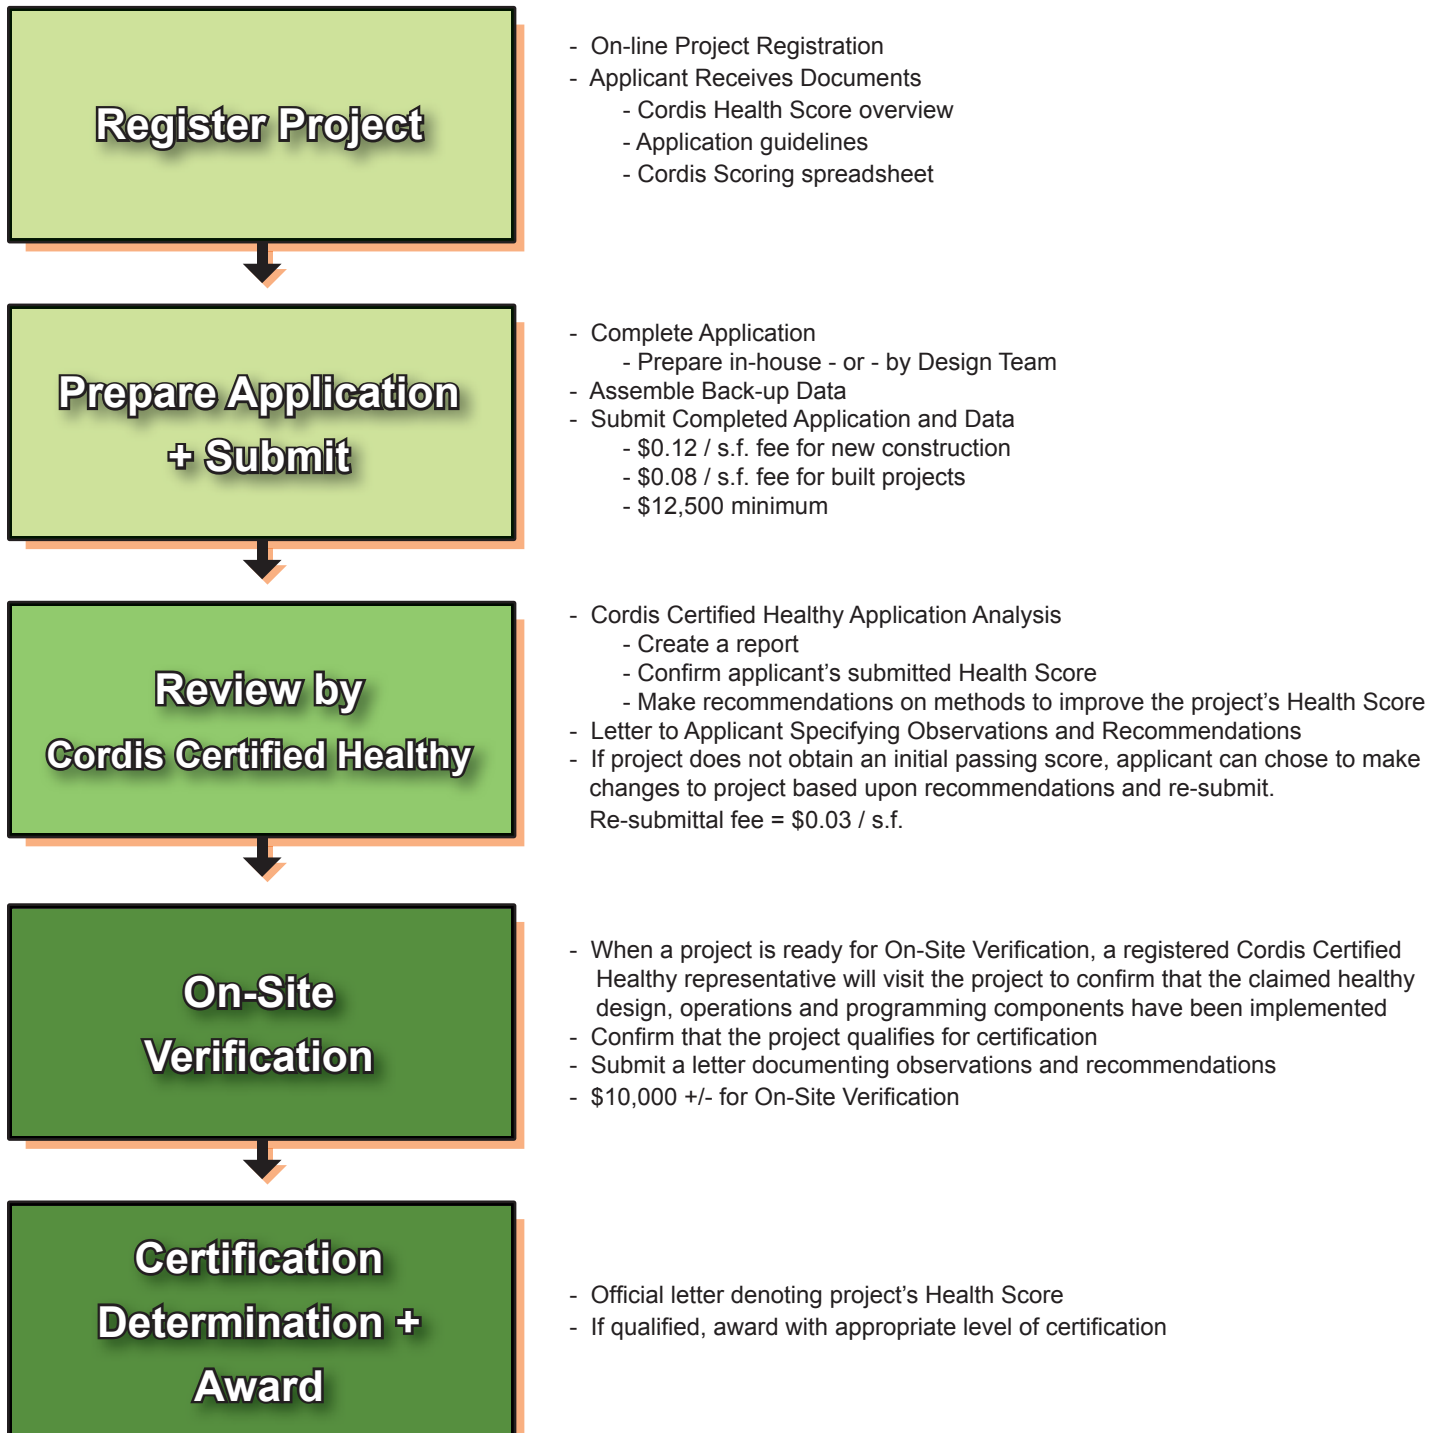 Register Project
- On-line Project Registration
- Applicant Receives Documents
- Cordis Health Score overview
- Application guidelines
- Cordis Scoring spreadsheet
Prepare Application
+ Submit
- Complete Application
- Prepare in-house - or - by Design Team
- Assemble Back-up Data
- Submit Completed Application and Data
- $0.12 / s.f. fee for new construction
- $0.08 / s.f. fee for built projects
- $12,500 minimum
Review by
Cordis Certified Healthy
- Cordis Certified Healthy Application Analysis
- Create a report
- Confirm applicant’s submitted Health Score
- Make recommendations on methods to improve the project’s Health Score
- Letter to Applicant Specifying Observations and Recommendations
- If project does not obtain an initial passing score, applicant can chose to make
changes to project based upon recommendations and re-submit.
Re-submittal fee = $0.03 / s.f.
On-Site
Verification
- When a project is ready for On-Site Verification, a registered Cordis Certified
Healthy representative will visit the project to confirm that the claimed healthy
design, operations and programming components have been implemented
- Confirm that the project qualifies for certification
- Submit a letter documenting observations and recommendations
- $10,000 +/- for On-Site Verification
Certification
Determination +
Award
- Official letter denoting project’s Health Score
- If qualified, award with appropriate level of certification